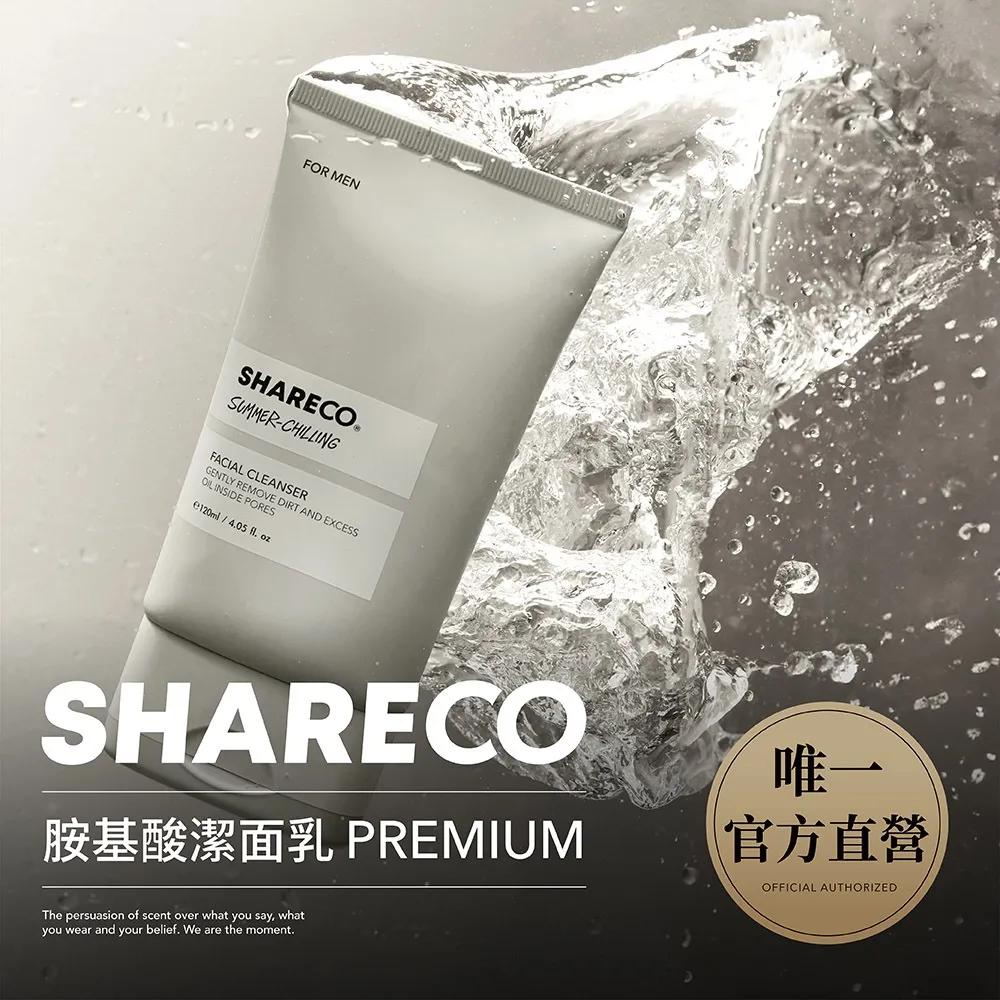 FOR MEN
SHARECO®
SUMMER-CHILLING
FACIAL CLEANSER
GENTLY REMOVE DIRT AND EXCESS
OIL INSIDE PORES
℮120ml / 4.05 fl. oz
SHARECO
胺基酸潔面乳 PREMIUM
The persuasion of scent over what you say, what
you wear and your belief. We are the moment.
唯一
官方直營
OFFICIAL AUTHORIZED